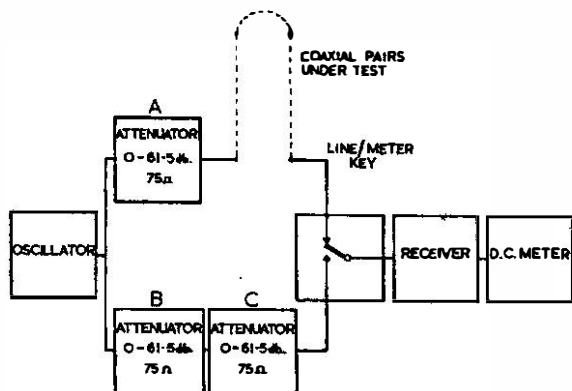 COAXIAL PAIRS
UNDER TEST
A
ATTENUATOR
0-61·5db.
75Ω
LINE/METER
KEY
OSCILLATOR
RECEIVER
D.C. METER
B
ATTENUATOR
0-61·5db.
75Ω
C
ATTENUATOR
0-61·5db.
75Ω